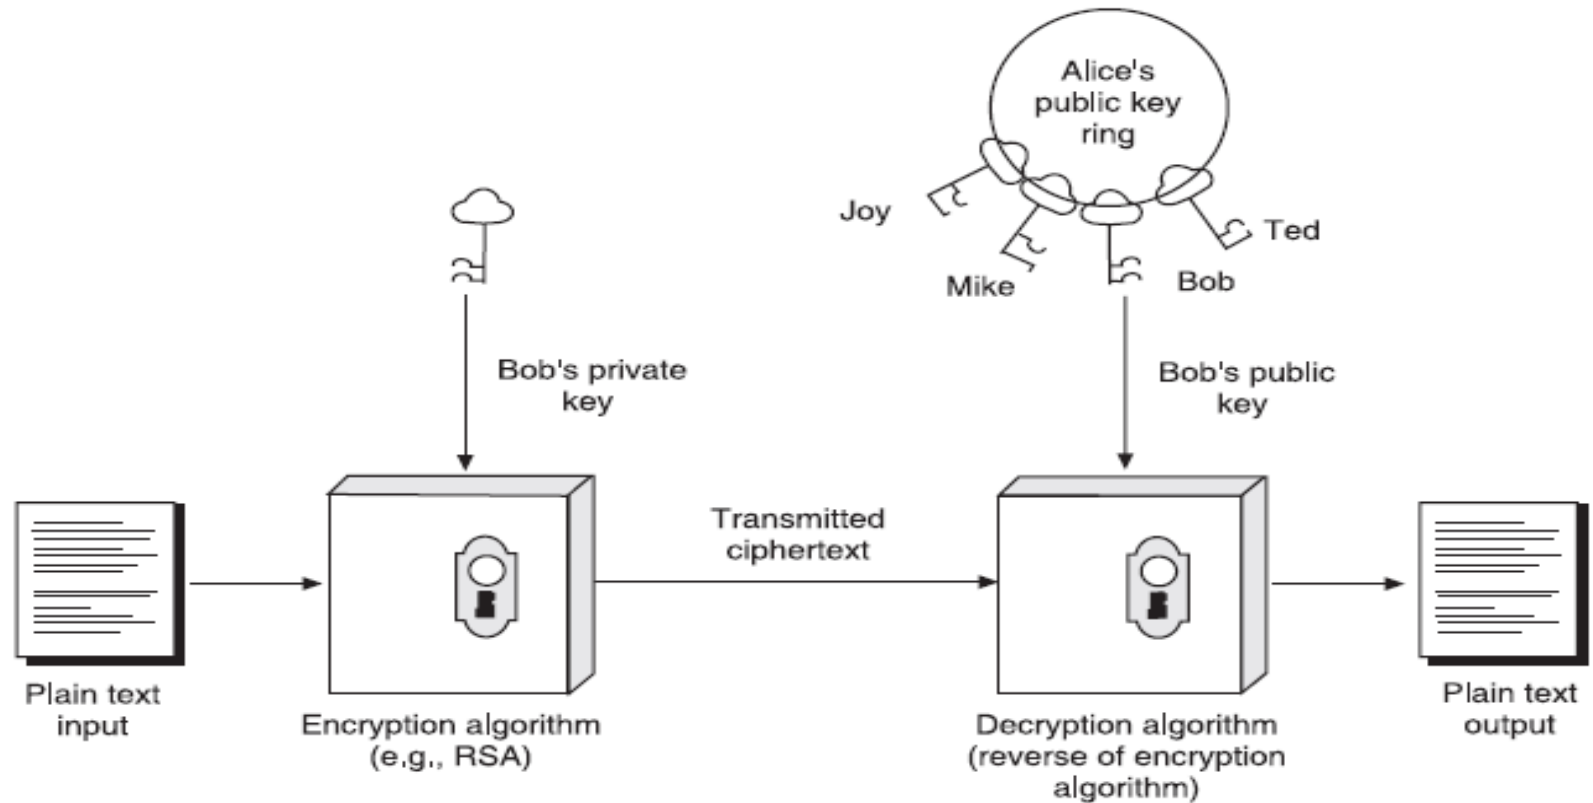 Alice's
public key
ring
Joy
Mike
Bob
Ted
Bob's private
key
Bob's public
key
Transmitted
ciphertext
Plain text
input
Encryption algorithm
(e.g., RSA)
Decryption algorithm
(reverse of encryption
algorithm)
Plain text
output